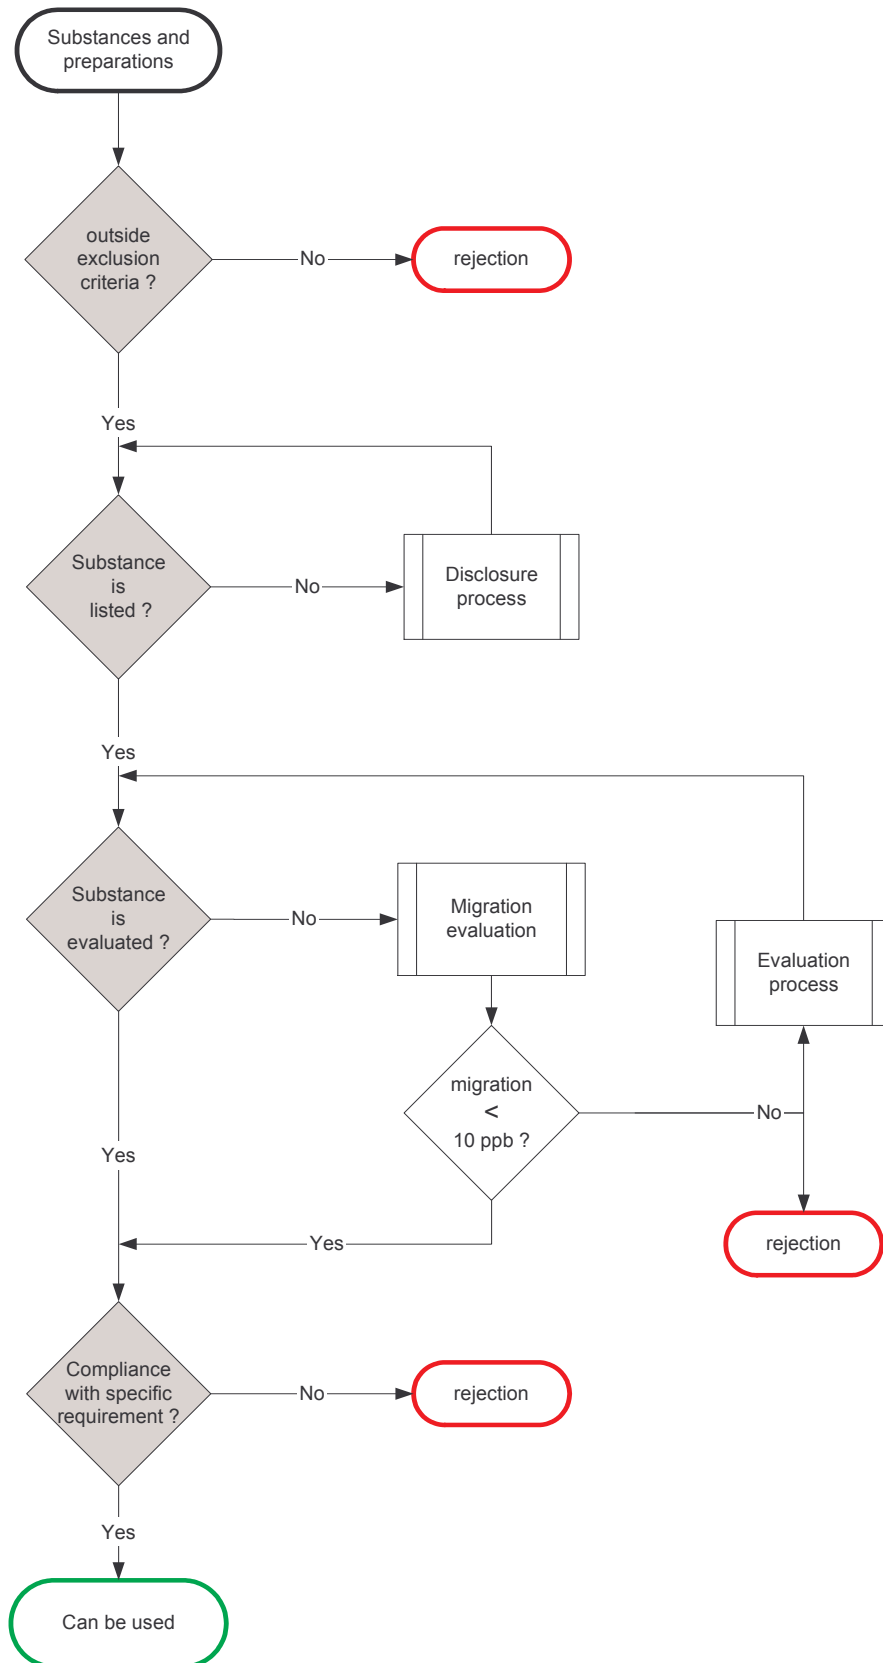 Substances and
preparations
outside
exclusion
criteria ?
No
rejection
Yes
Substance
is
listed ?
No
Disclosure
process
Yes
Substance
is
evaluated ?
No
Migration
evaluation
Evaluation
process
migration
<
10 ppb ?
No
Yes
Yes
rejection
Compliance
with specific
requirement ?
No
rejection
Yes
Can be used